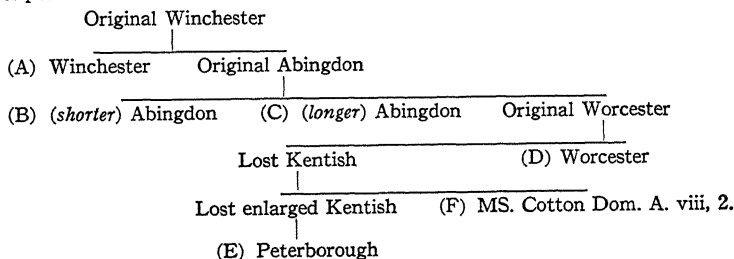 Original Winchester
(A) Winchester Original Abingdon
(B) (shorter) Abingdon (C) (longer) Abingdon Original Worcester
Lost Kentish (D) Worcester
Lost enlarged Kentish (F) MS. Cotton Dom. A. viii, 2.
(E) Peterborough